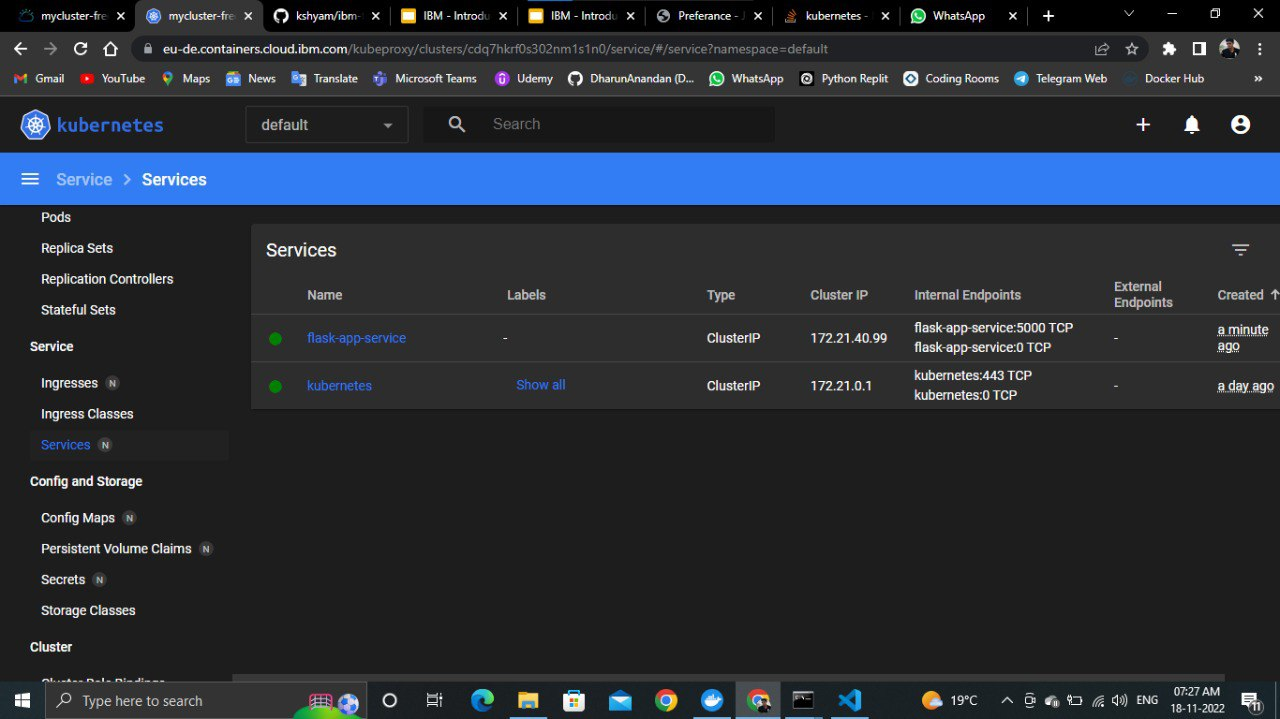 mycluster-fre
mycluster-fre
kshyam/ibm-
IBM - Introdu
IBM - Introdu
Preferance
kubernetes -
WhatsApp
eu-de.containers.cloud.ibm.com/kubeproxy/clusters/cdq7hkrf0s302nm1s1n0/service/#/service?namespace=default
Gmail
YouTube
Maps
News
Translate
Microsoft Teams
Udemy
DharunAnandan (D...
WhatsApp
Python Replit
Coding Rooms
Telegram Web
Docker Hub
»
kubernetes
default
Search
Service > Services
Pods
Replica Sets
Replication Controllers
Stateful Sets
Service
Ingresses N
Ingress Classes
Services N
Config and Storage
Config Maps N
Persistent Volume Claims N
Secrets N
Storage Classes
Cluster
Services
Name
Labels
Type
Cluster IP
Internal Endpoints
External
Endpoints
Created ↑
flask-app-service
-
ClusterIP
172.21.40.99
flask-app-service:5000 TCP
flask-app-service:0 TCP
-
a minute
ago
kubernetes
Show all
ClusterIP
172.21.0.1
kubernetes:443 TCP
kubernetes:0 TCP
-
a day ago
Type here to search
19°C
ENG
07:27 AM
18-11-2022
11